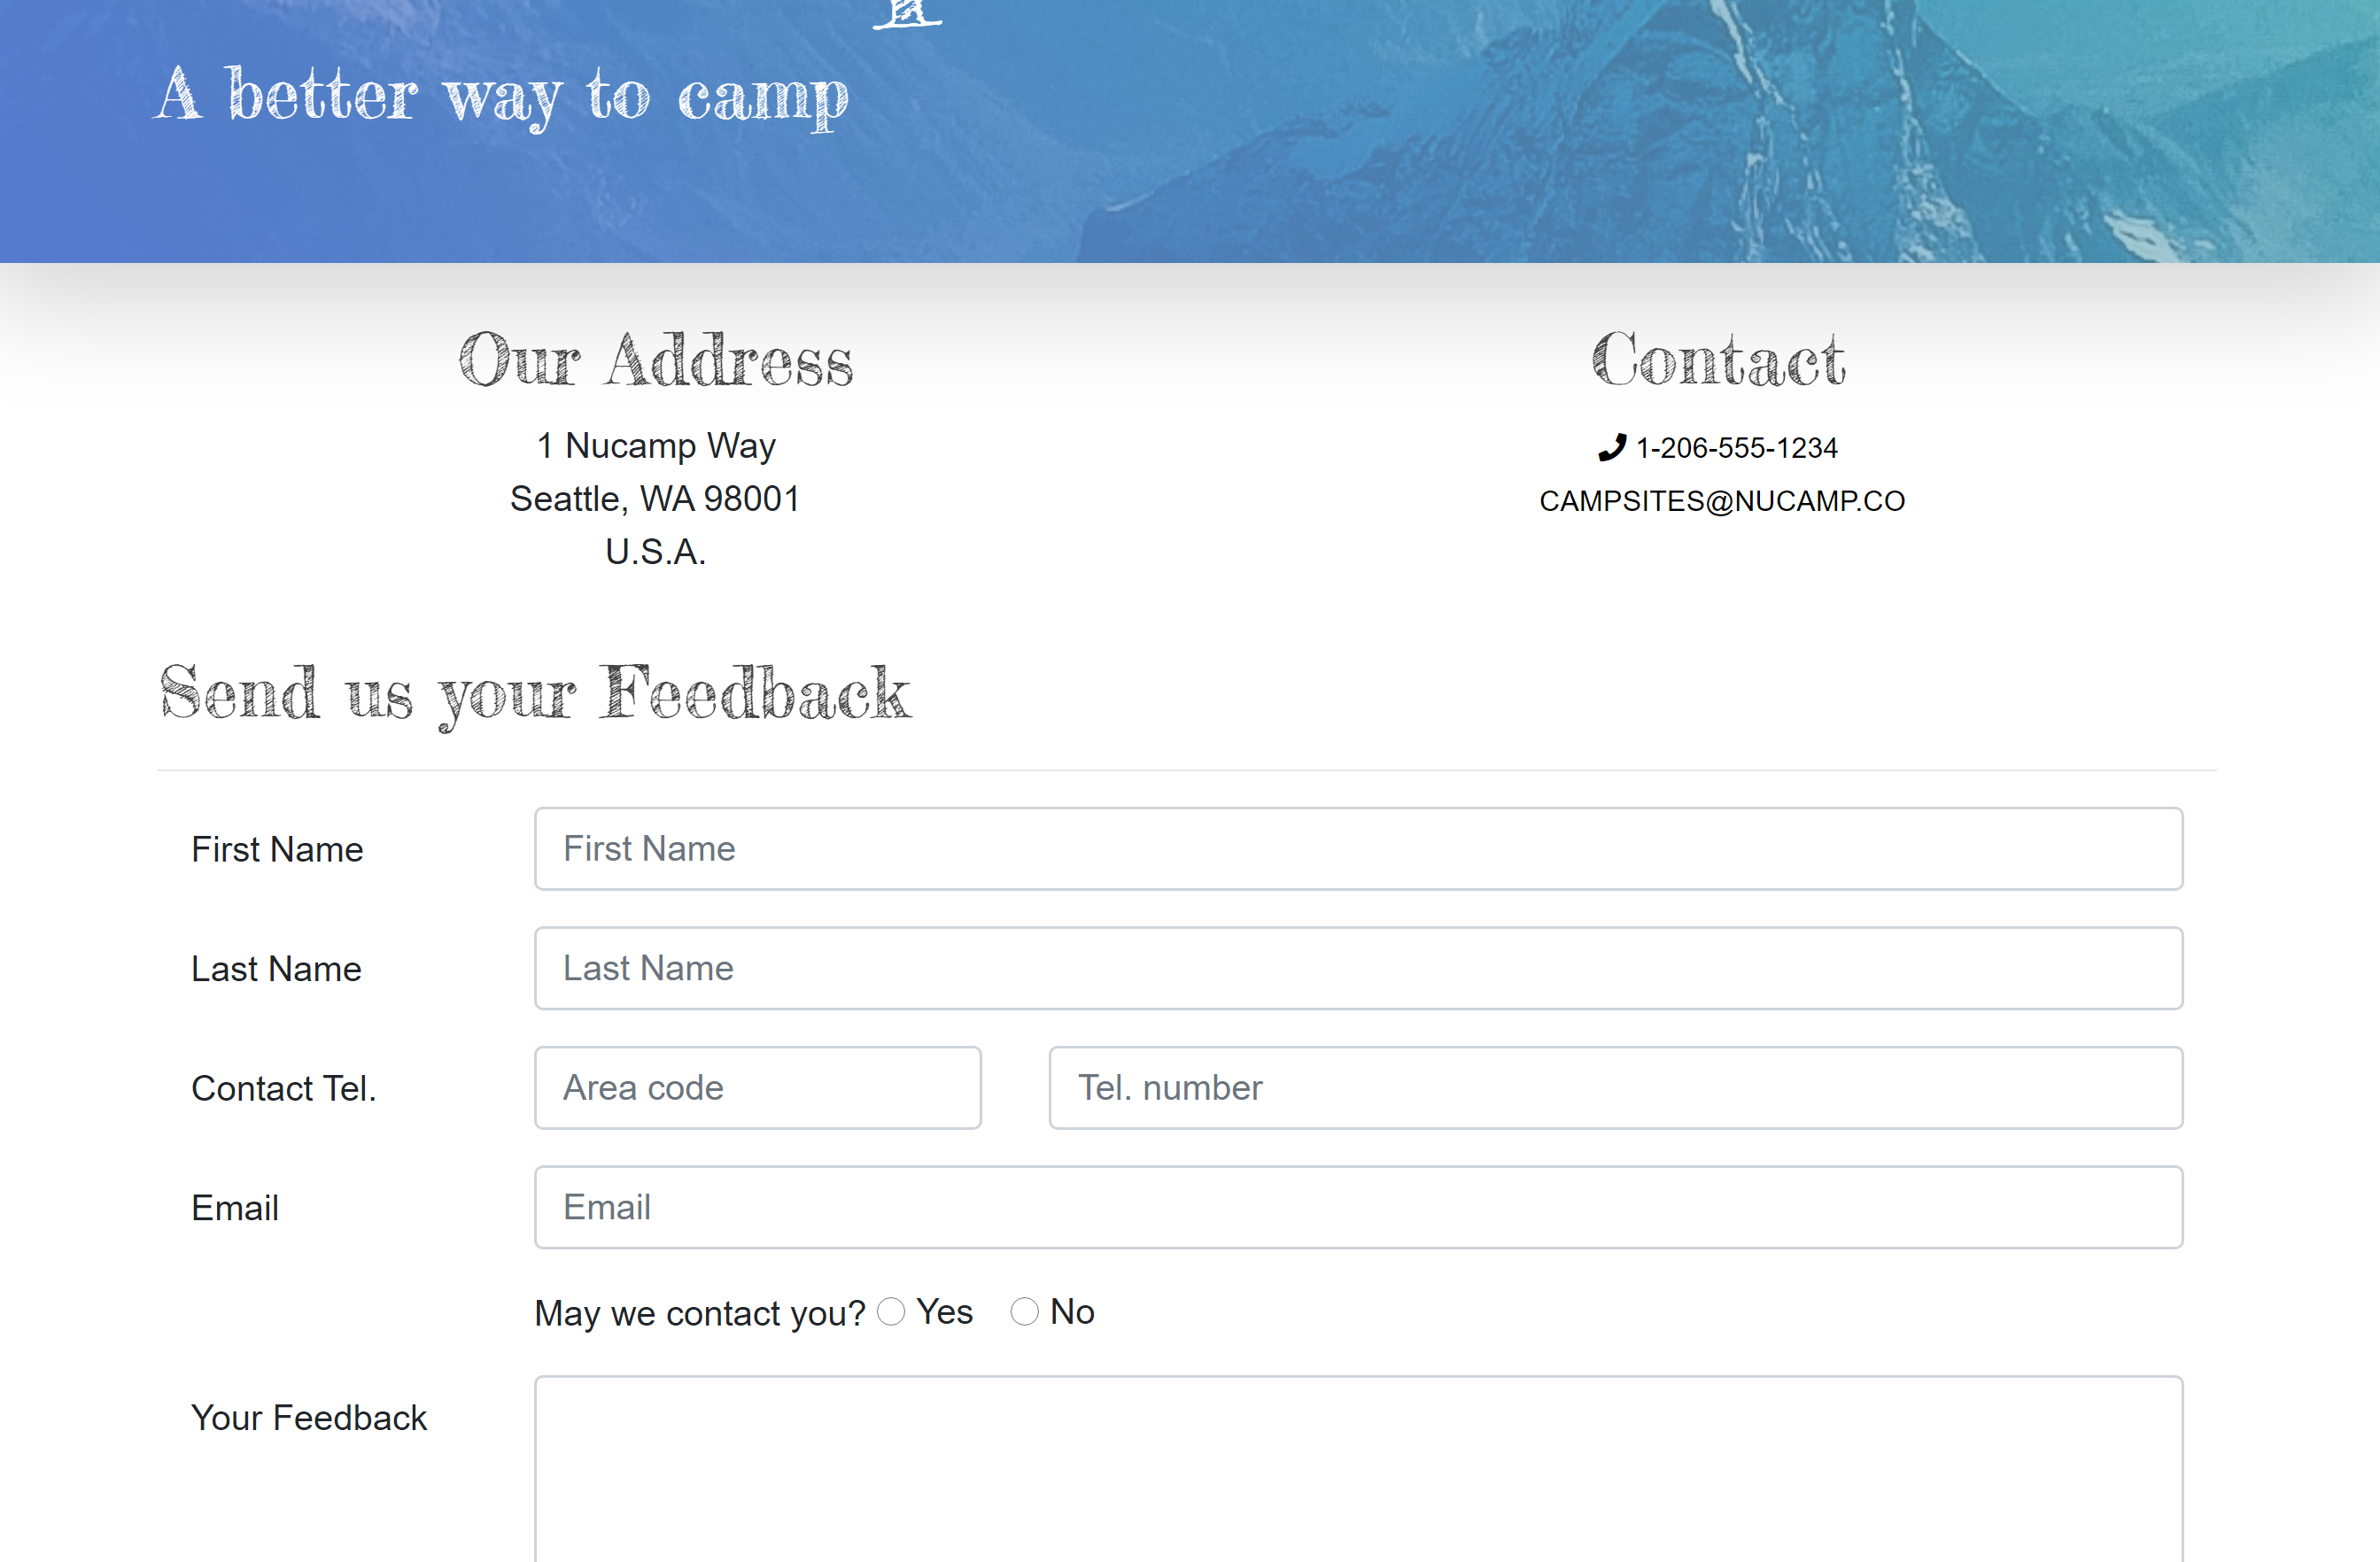 A better way to camp
Our Address
1 Nucamp Way
Seattle, WA 98001
U.S.A.
Contact
1-206-555-1234
CAMPSITES@NUCAMP.CO
Send us your Feedback
First Name
First Name
Last Name
Last Name
Contact Tel.
Area code
Tel. number
Email
Email
May we contact you? Yes No
Your Feedback